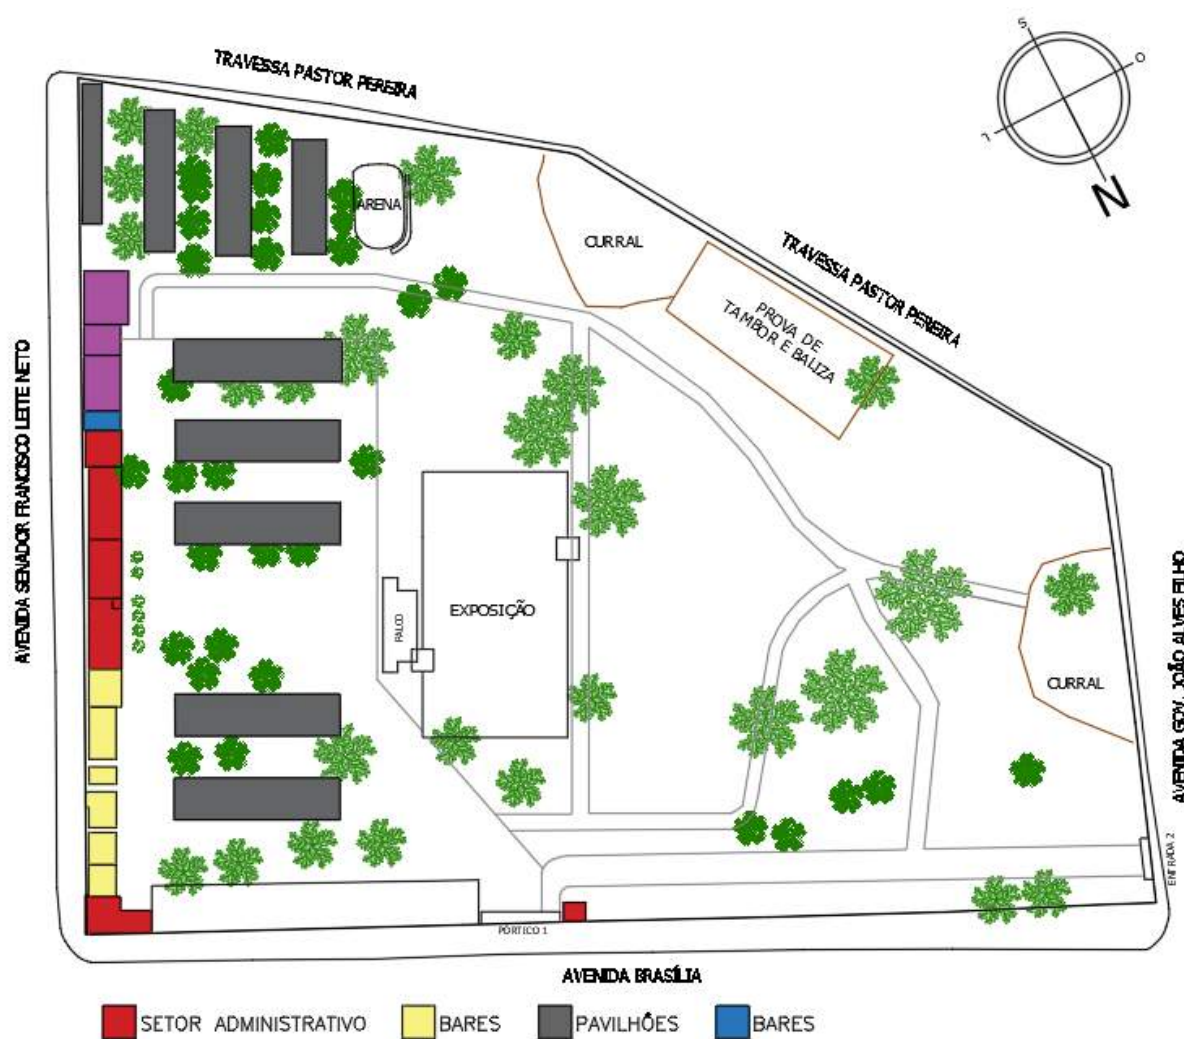 TRAVESSA PASTOR PEREIRA
S
O
L
N
ARENA
CURRAL
TRAVESSA PASTOR PEREIRA
PROVA DE
TAMBOR E BALIZA
AVENIDA SENADOR FRANCISCO LEITE NETO
EXPOSIÇÃO
PALCO
CURRAL
AVENIDA GOV. JOÃO ALVES FILHO
ENTRADA 2
PÓRTICO 1
AVENIDA BRASÍLIA
SETOR ADMINISTRATIVO
BARES
PAVILHÕES
BARES